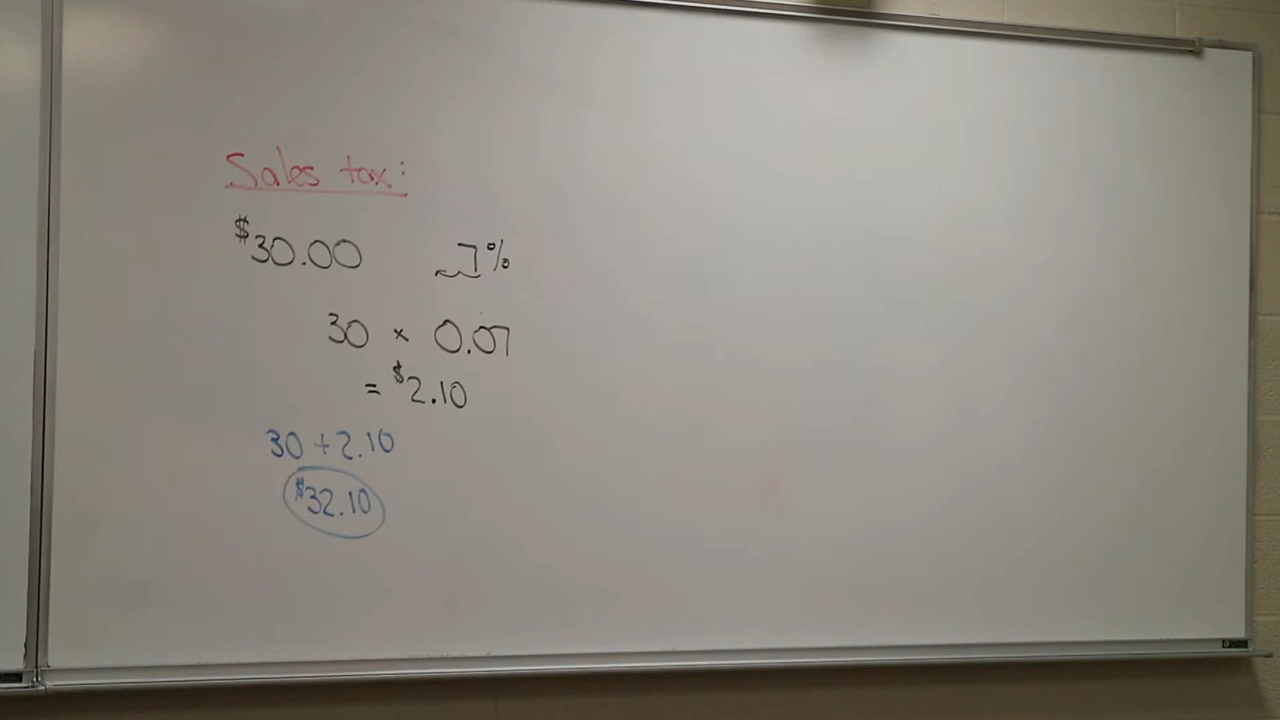 Sales tax:
$30.00 7%
30 × 0.07
= $2.10
30 + 2.10
$32.10